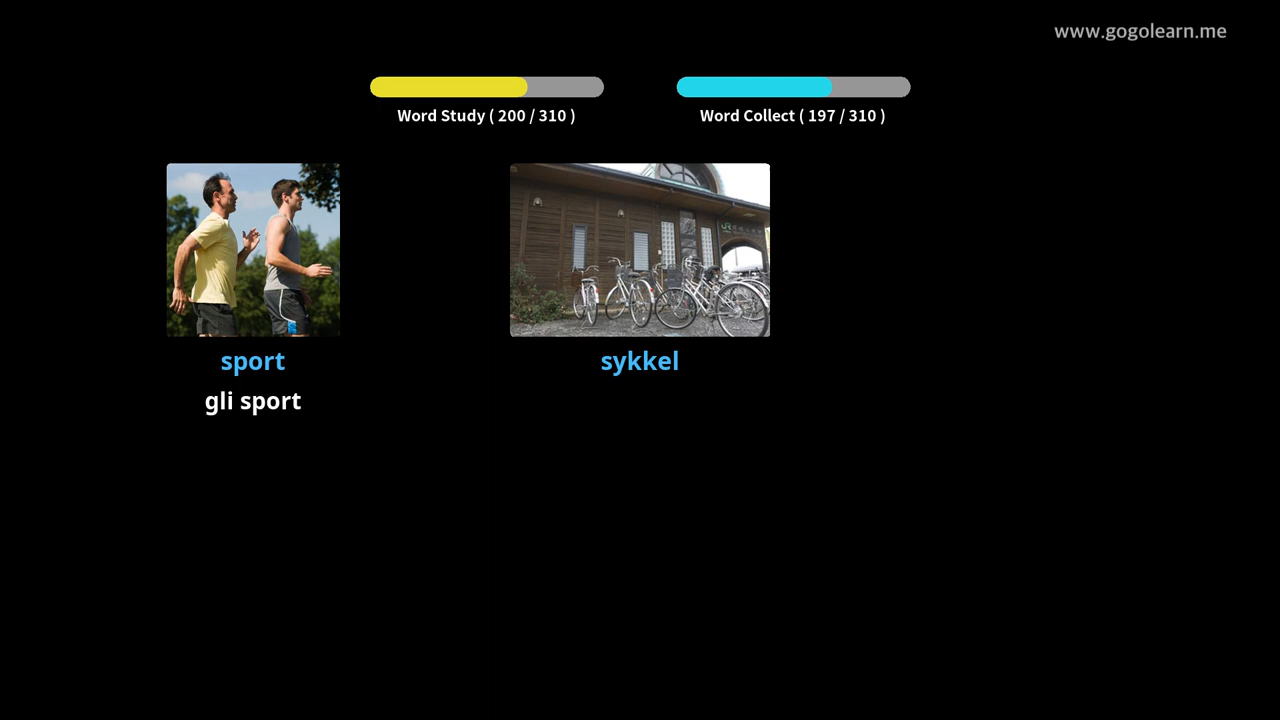 www.gogolearn.me
Word Study ( 200 / 310 )
Word Collect ( 197 / 310 )
sport
gli sport
sykkel